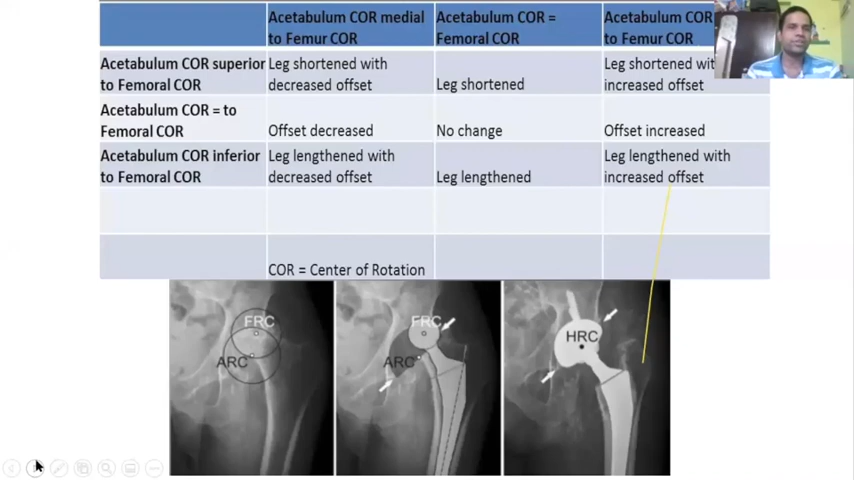 Acetabulum COR medial
to Femur COR
Acetabulum COR =
Femoral COR
Acetabulum COR
to Femur COR
Acetabulum COR superior
to Femoral COR
Leg shortened with
decreased offset
Leg shortened
Leg shortened
increased offset
Acetabulum COR = to
Femoral COR
Offset decreased
No change
Offset increased
Acetabulum COR inferior
to Femoral COR
Leg lengthened with
decreased offset
Leg lengthened
Leg lengthened with
increased offset
COR = Center of Rotation
FRC
ARC
FRC
ARC
HRC